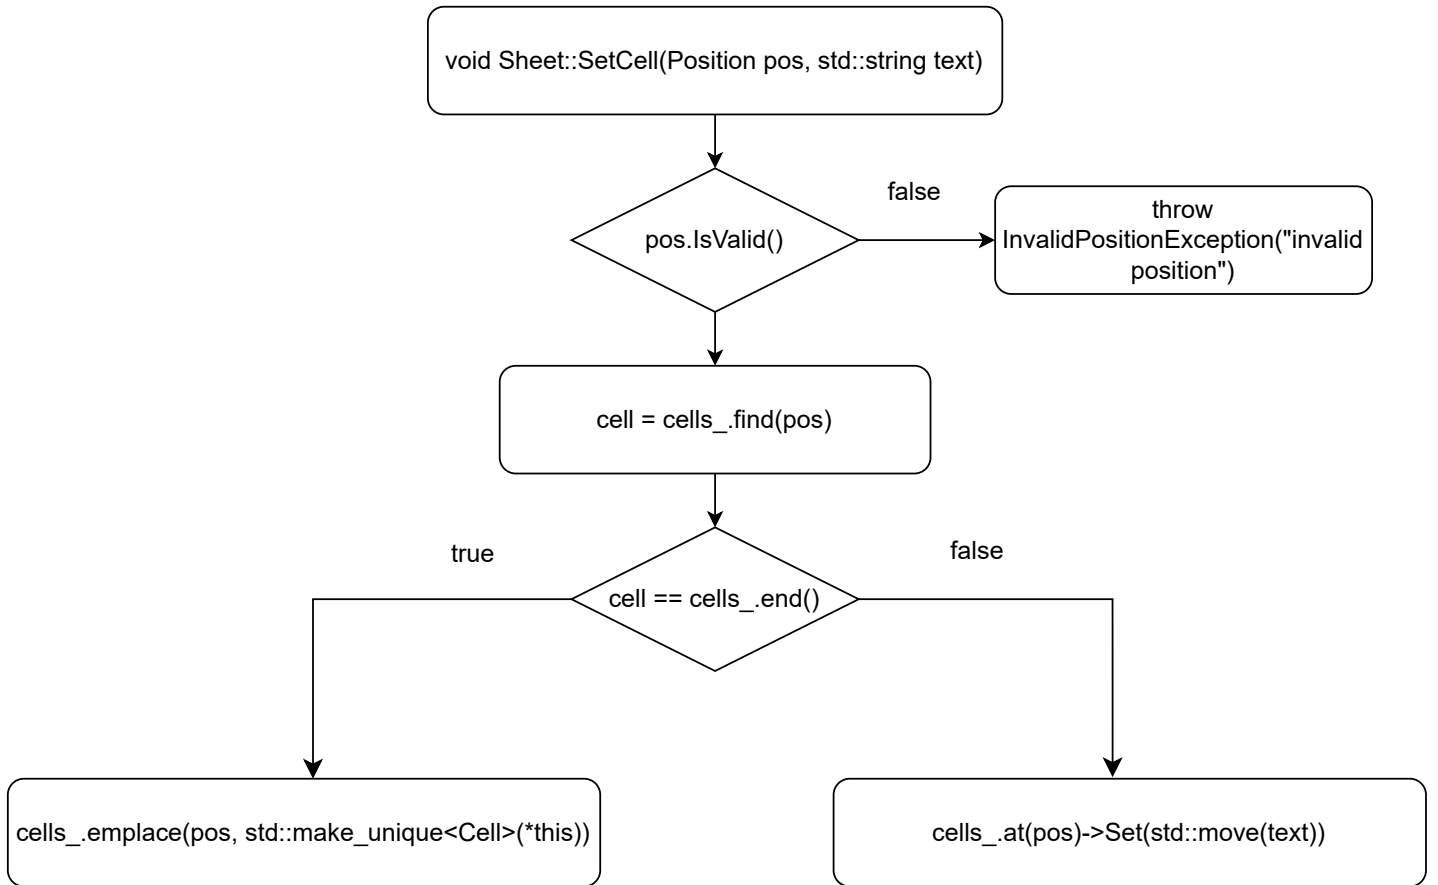 void Sheet::SetCell(Position pos, std::string text)
false
throw
pos.IsValid()
InvalidPositionException("invalid
position")
cell = cells_.find(pos)
true
false
cell == cells_.end()
cells_.emplace(pos, std::make_unique<Cell>(*this))
cells_.at(pos)->Set(std::move(text))